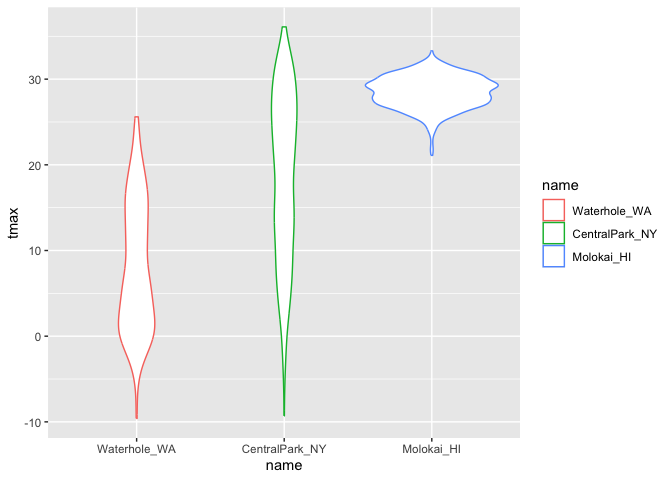 tmax
30
20
10
0
-10
Waterhole_WA CentralPark_NY Molokai_HI
name
name
Waterhole_WA
CentralPark_NY
Molokai_HI